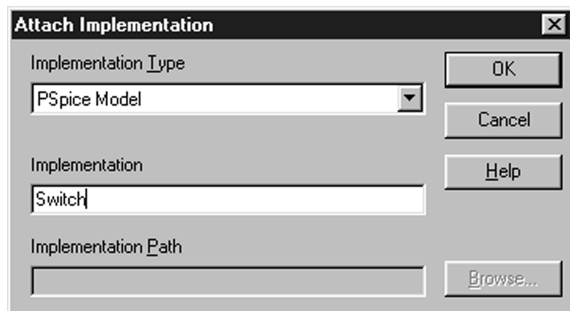 Attach Implementation
Implementation Type
PSpice Model
Implementation
Switch
Implementation Path
OK
Cancel
Help
Browse...